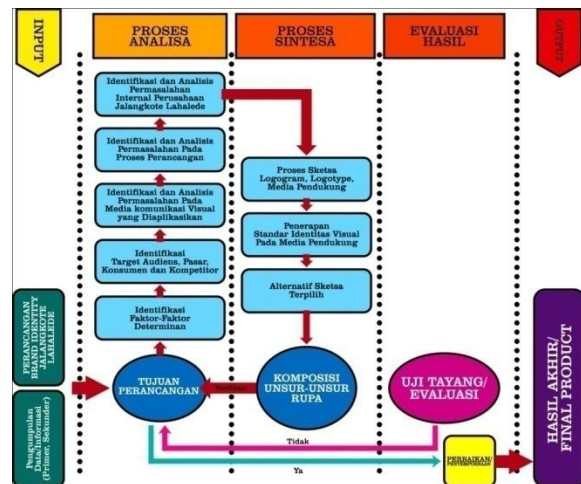 INPUT
PROSES
ANALISA
PROSES
SINTESA
EVALUASI
HASIL
OUTPUT
Identifikasi dan Analisis
Permasalahan
Internal Perusahaan
Jalangkote Lahalede
Identifikasi dan Analisis
Permasalahan Pada
Proses Perancangan
Identifikasi dan Analisis
Permasalahan Pada
Media komunikasi Visual
yang Diaplikasikan
Identifikasi
Target Audiens, Pasar,
Konsumen dan Kompetitor
Identifikasi
Faktor-Faktor
Determinan
Proses Sketsa
Logogram, Logotype,
Media Pendukung
Penerapan
Standar Identitas Visual
Pada Media Pendukung
Alternatif Sketsa
Terpilih
PERANCANGAN
BRAND IDENTITY
JALANGKOTE
LAHALEDE
Pengumpulan
Data/Informasi
(Primer, Sekunder)
TUJUAN
PERANCANGAN
KOMPOSISI
UNSUR-UNSUR
RUPA
UJI TAYANG/
EVALUASI
Tidak
Ya
PERBAIKAN/
PENYEMPURNAAN
HASIL AKHIR/
FINAL PRODUCT